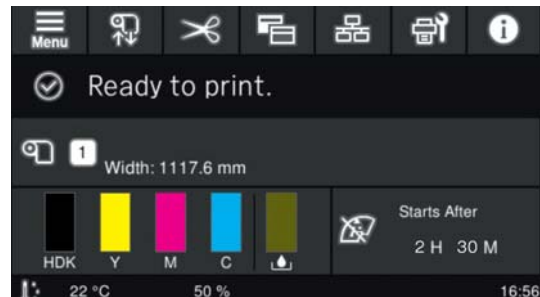 Menu
Ready to print.
1
Width: 1117.6 mm
Starts After
2 H 30 M
HDK Y M C
22 °C 50 % 16:56